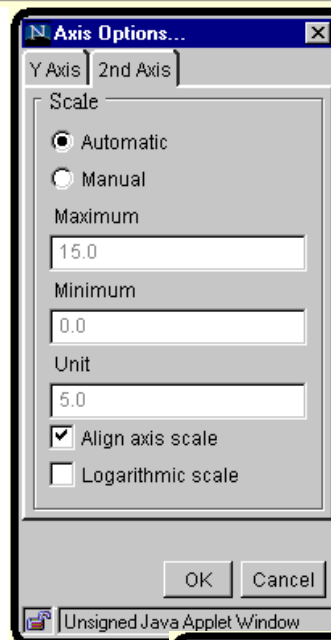 N Axis Options...
Y Axis 2nd Axis
Scale
Automatic
Manual
Maximum
15.0
Minimum
0.0
Unit
5.0
Align axis scale
Logarithmic scale
OK Cancel
Unsigned Java Applet Window